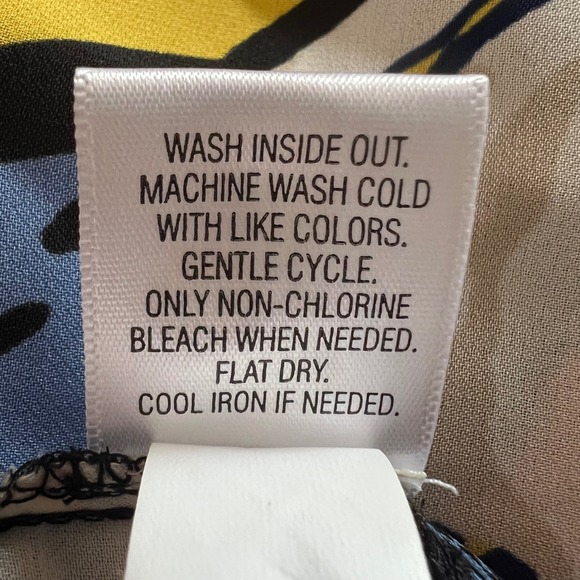 WASH INSIDE OUT.
MACHINE WASH COLD
WITH LIKE COLORS.
GENTLE CYCLE.
ONLY NON-CHLORINE
BLEACH WHEN NEEDED.
FLAT DRY.
COOL IRON IF NEEDED.